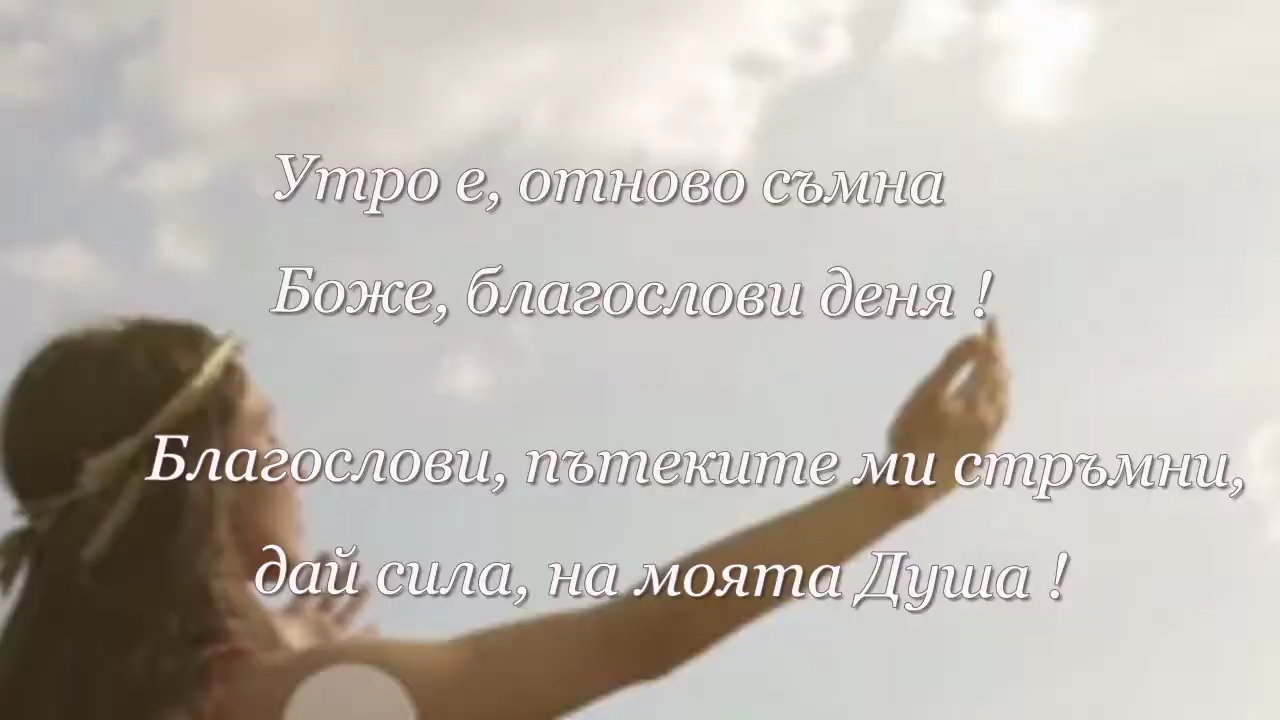 Утро е, отново съмна
Боже, благослови деня !
Благослови, пътеките ми стръмни,
дай сила, на моята Душа !